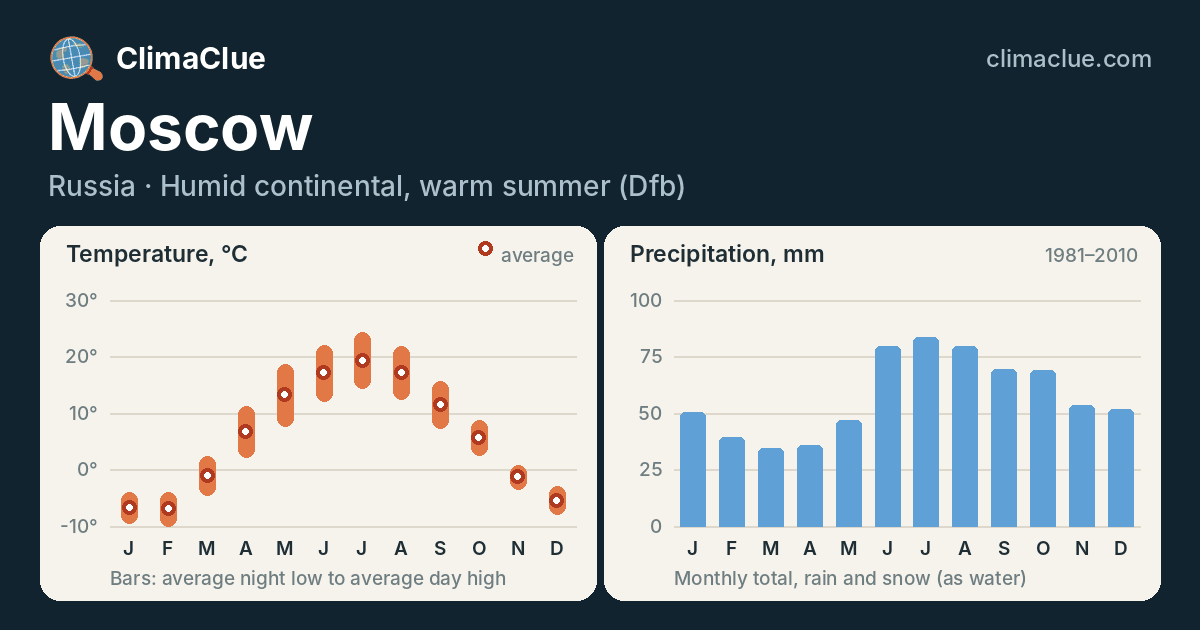 ClimaClue
climaclue.com
Moscow
Russia · Humid continental, warm summer (Dfb)
Temperature, °C
average
30°
20°
10°
0°
-10°
J F M A M J J A S O N D
Bars: average night low to average day high
Precipitation, mm
1981–2010
100
75
50
25
0
J F M A M J J A S O N D
Monthly total, rain and snow (as water)